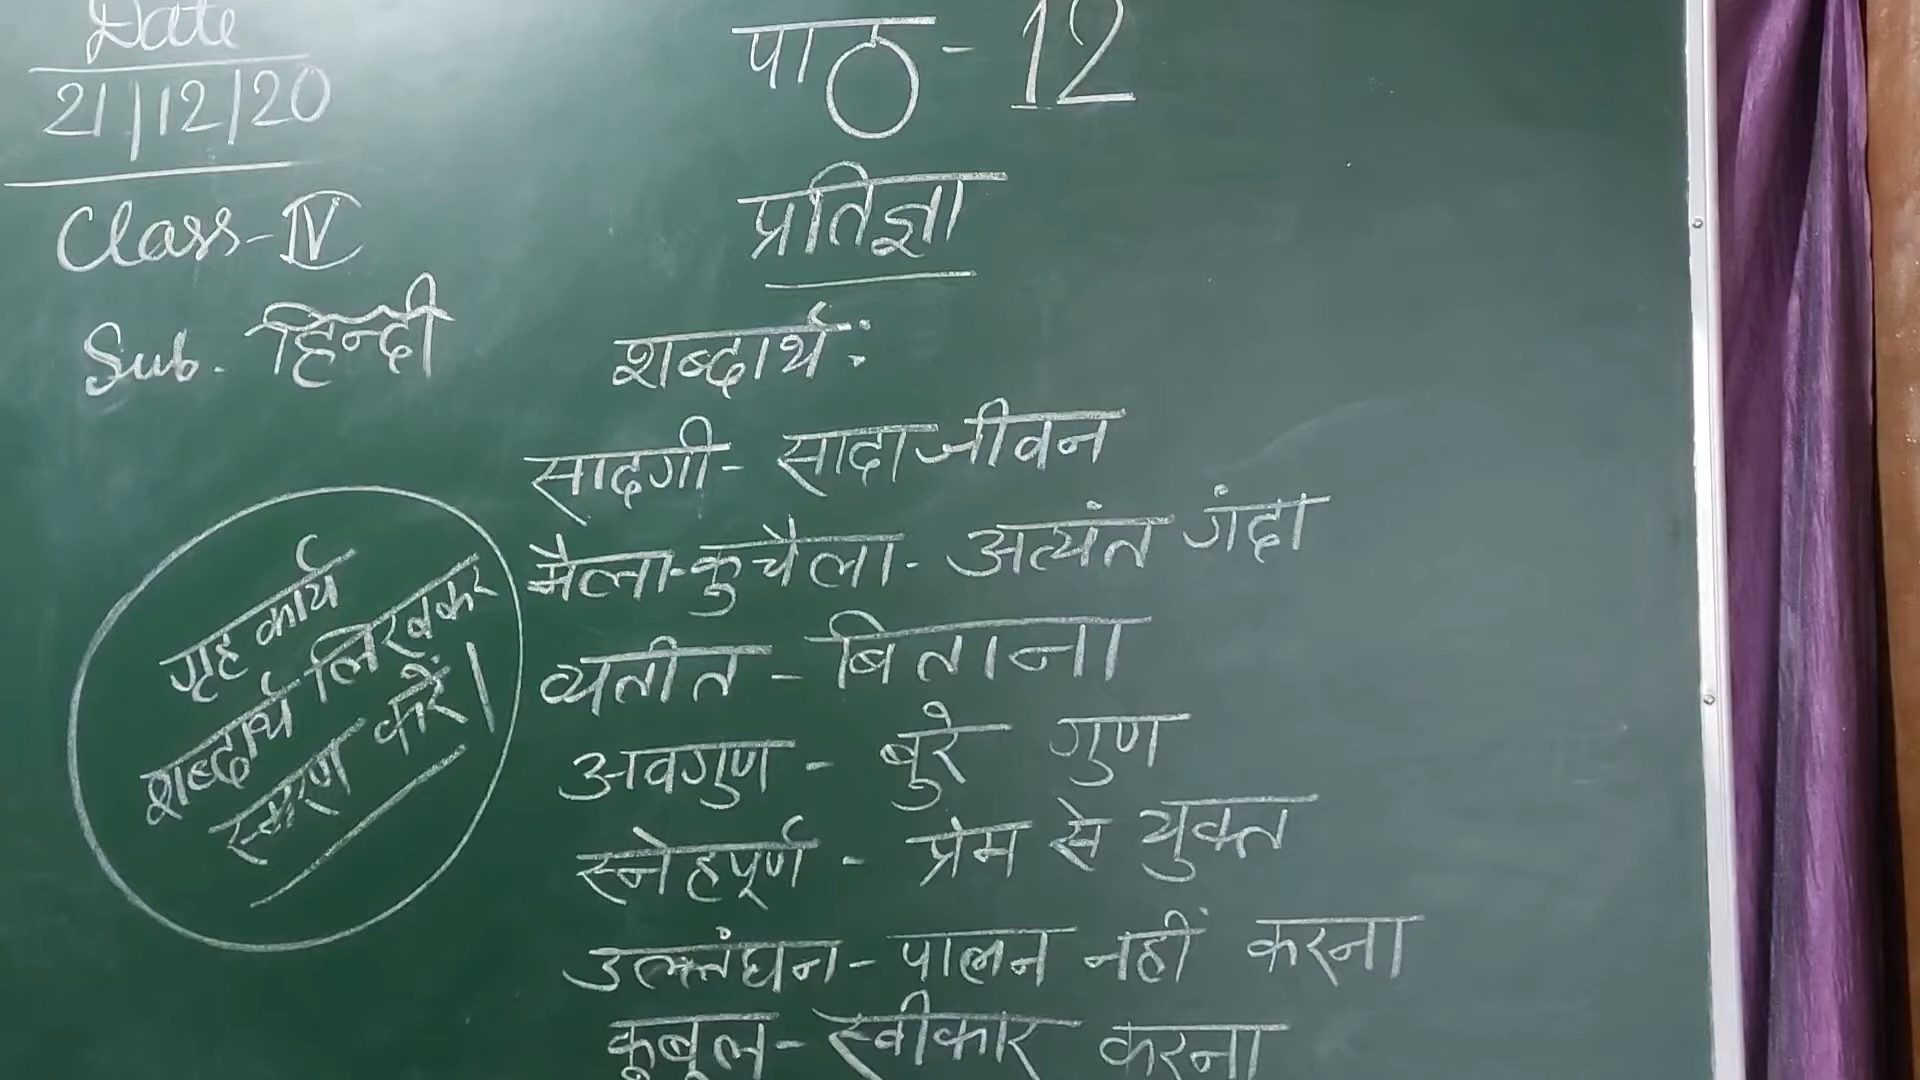 Date
21/12/20
Class-IV
Sub. हिन्दी
पाठ-12
प्रतिज्ञा
शब्दार्थ:
सादगी- सादा जीवन
मैला-कुचैला- अत्यंत गंदा
व्यतीत - बिताना
अवगुण - बुरे गुण
स्नेहपूर्ण - प्रेम से युक्त
उल्लंघन- पालन नहीं करना
कूबूल- स्वीकार करना
गृह कार्य
शब्दार्थ लिखकर
स्मरण करें।